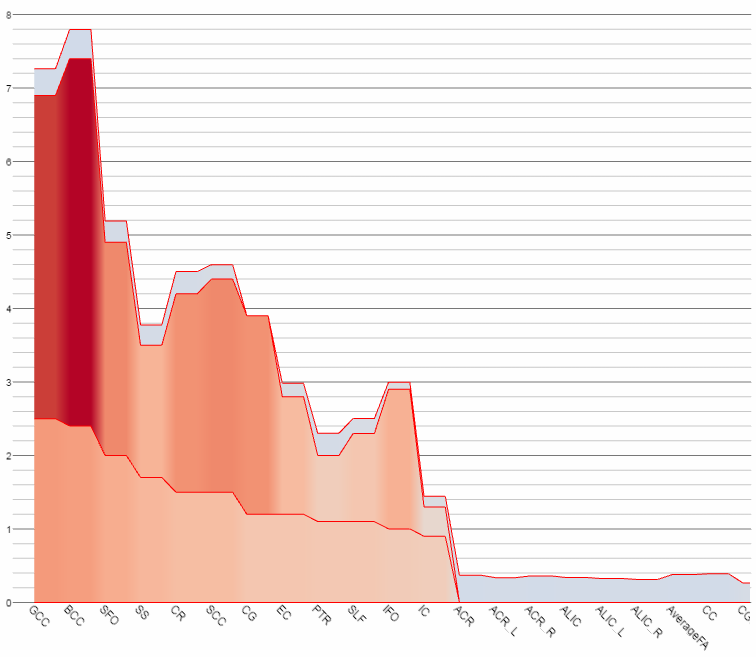 8
7
6
5
4
3
2
1
0
GCC
BCC
SFO
SS
CR
SCC
CG
EC
PTR
SLF
IFO
IC
ACR
ACR_L
ACR_R
ALIC
ALIC_L
ALIC_R
AverageFA
CC
CG